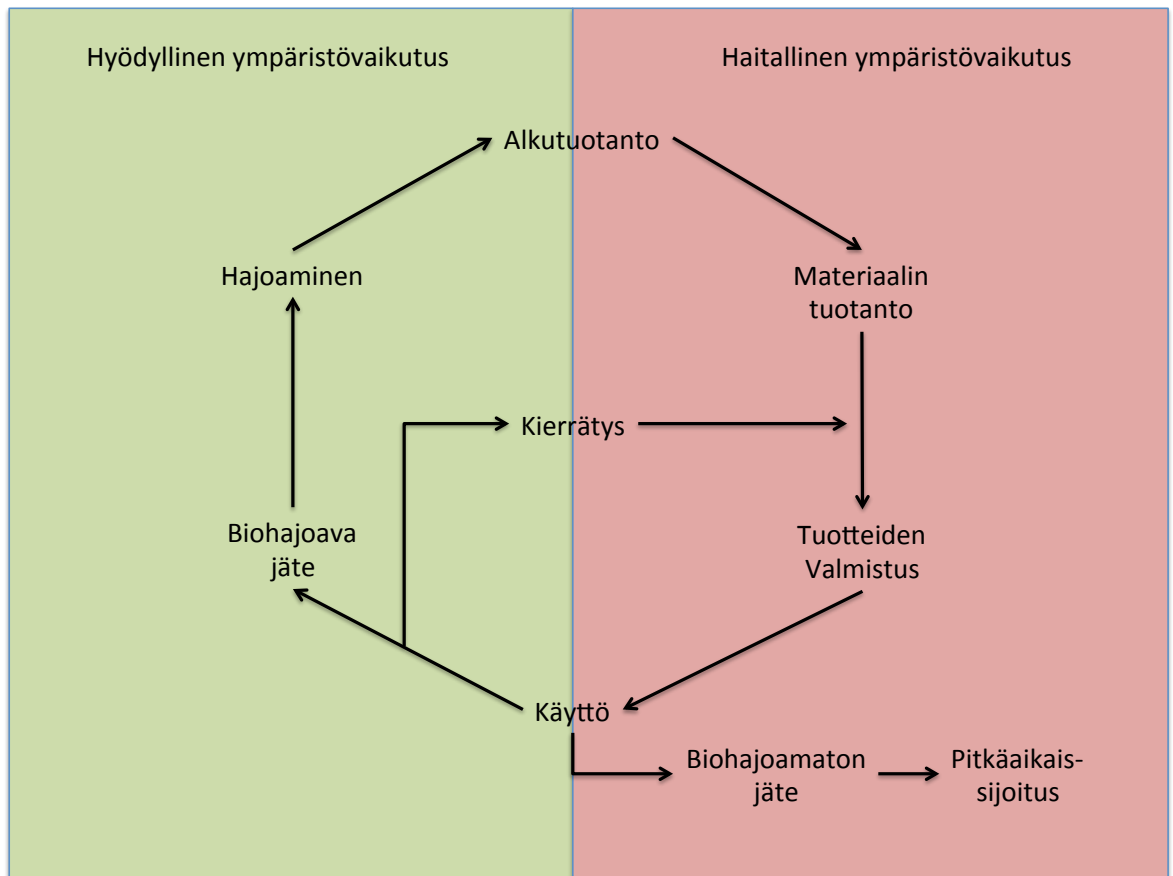 Hyödyllinen ympäristövaikutus
Haitallinen ympäristövaikutus
Alkutuotanto
Hajoaminen
Materiaalin
tuotanto
Kierrätys
Biohajoava
jäte
Tuotteiden
Valmistus
Käyttö
Biohajoamaton
jäte
Pitkäaikais-
sijoitus